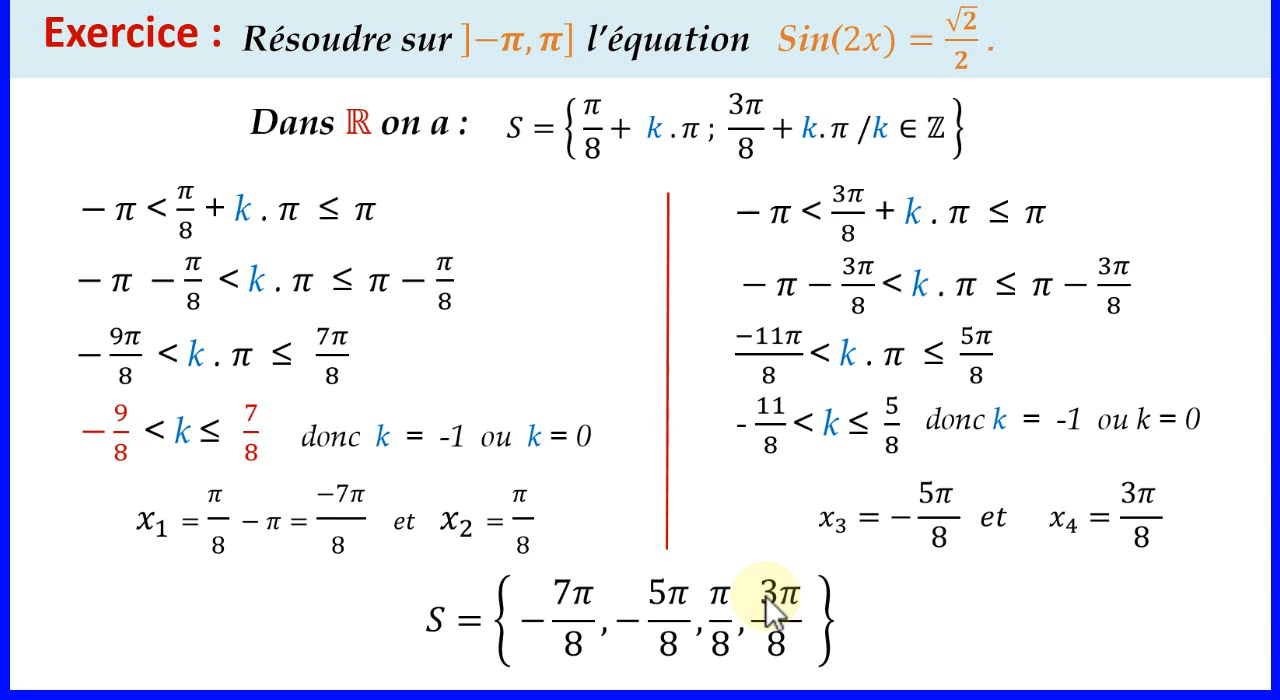 Exercice : Résoudre sur ]−π, π] l'équation Sin(2x) = √2/2 .
Dans ℝ on a : S = {π/8 + k . π ; 3π/8 + k. π /k ∈ ℤ}
− π < π/8 + k . π ≤ π
− π − π/8 < k . π ≤ π − π/8
− 9π/8 < k . π ≤ 7π/8
− 9/8 < k ≤ 7/8 donc k = -1 ou k = 0
x₁ = π/8 − π = −7π/8 et x₂ = π/8
− π < 3π/8 + k . π ≤ π
− π − 3π/8 < k . π ≤ π − 3π/8
−11π/8 < k . π ≤ 5π/8
- 11/8 < k ≤ 5/8 donc k = -1 ou k = 0
x₃ = − 5π/8 et x₄ = 3π/8
S = {− 7π/8 , − 5π/8 , π/8 , 3π/8}